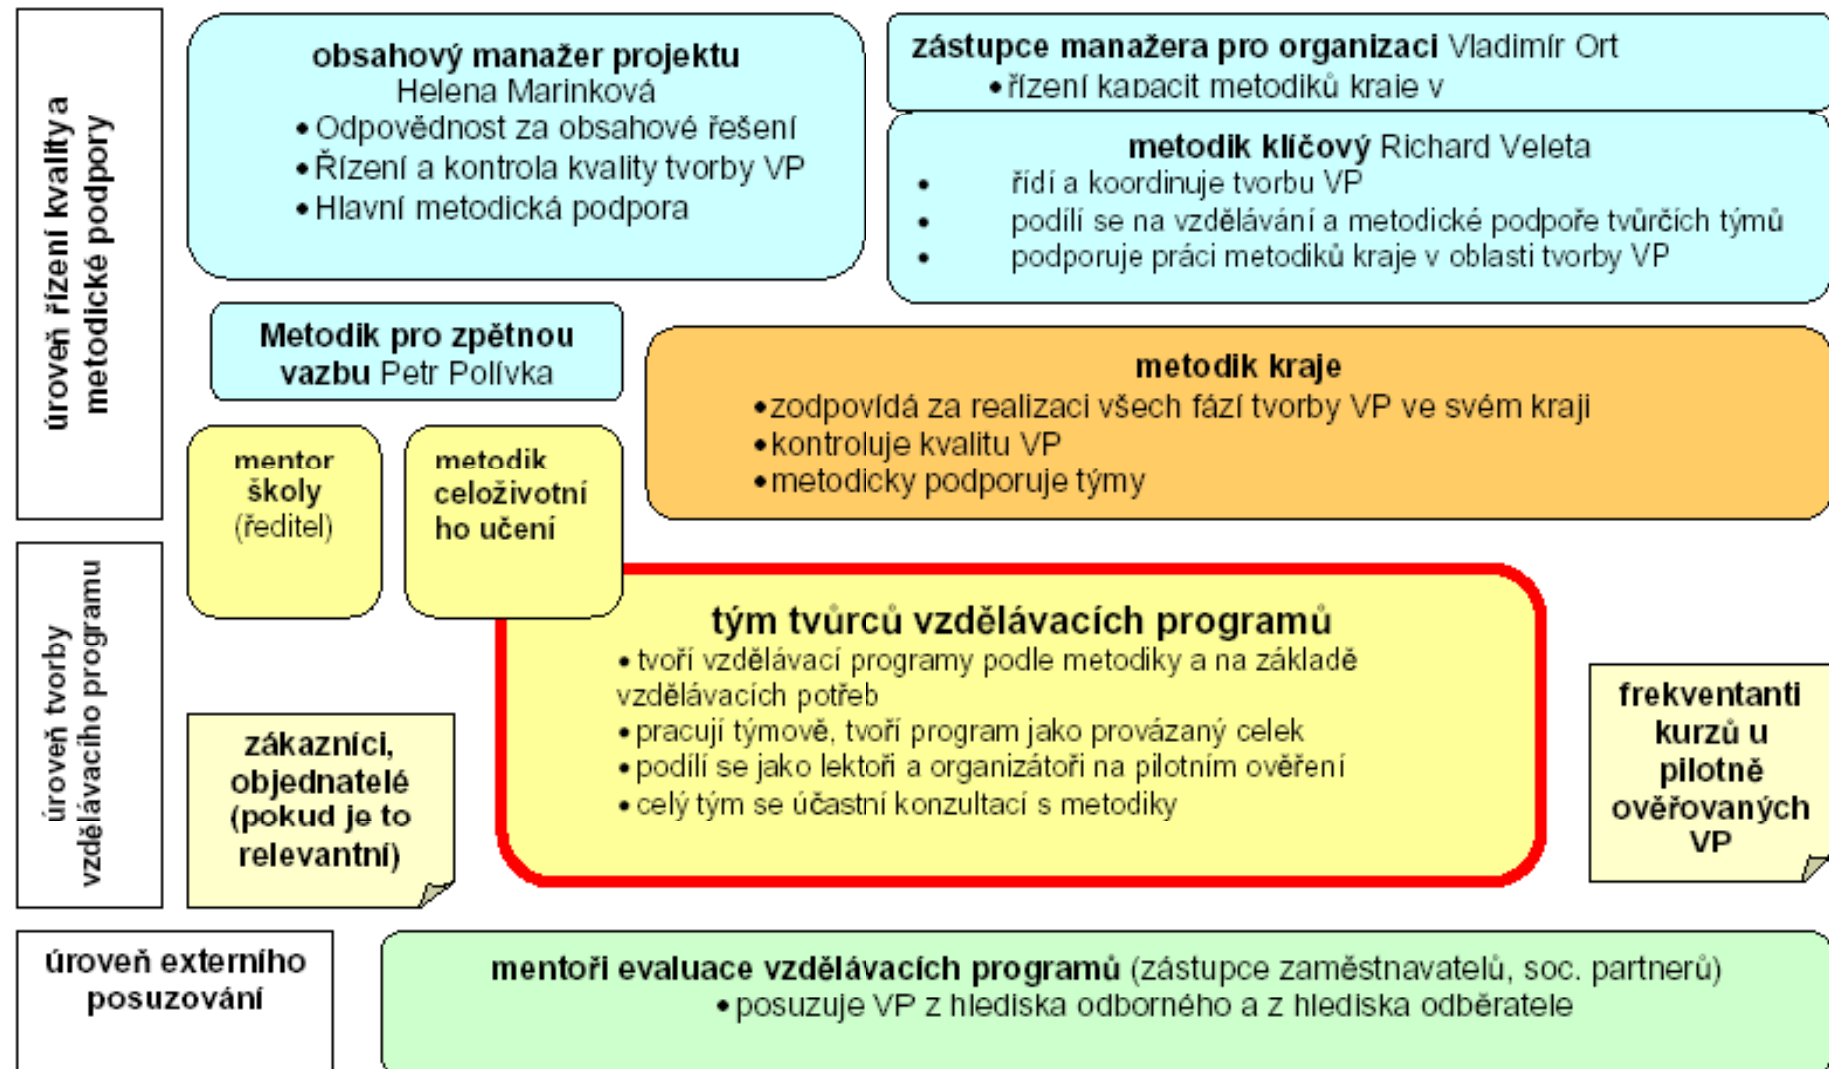 úroveň řízení kvality a
metodické podpory
obsahový manažer projektu
Helena Marinková
• Odpovědnost za obsahové řešení
• Řízení a kontrola kvality tvorby VP
• Hlavní metodická podpora
zástupce manažera pro organizaci Vladimír Ort
• řízení kapacit metodiků kraje v
metodik klíčový Richard Veleta
• řídí a koordinuje tvorbu VP
• podílí se na vzdělávání a metodické podpoře tvůrčích týmů
• podporuje práci metodiků kraje v oblasti tvorby VP
Metodik pro zpětnou
vazbu Petr Polívka
metodik kraje
• zodpovídá za realizaci všech fází tvorby VP ve svém kraji
• kontroluje kvalitu VP
• metodicky podporuje týmy
mentor
školy
(ředitel)
metodik
celoživotní
ho učení
úroveň tvorby
vzdělávacího programu
tým tvůrců vzdělávacích programů
• tvoří vzdělávací programy podle metodiky a na základě
vzdělávacích potřeb
• pracují týmově, tvoří program jako provázaný celek
• podílí se jako lektoři a organizátoři na pilotním ověření
• celý tým se účastní konzultací s metodiky
zákazníci,
objednatelé
(pokud je to
relevantní)
frekventanti
kurzů u
pilotně
ověřovaných
VP
úroveň externího
posuzování
mentoři evaluace vzdělávacích programů (zástupce zaměstnavatelů, soc. partnerů)
• posuzuje VP z hlediska odborného a z hlediska odběratele